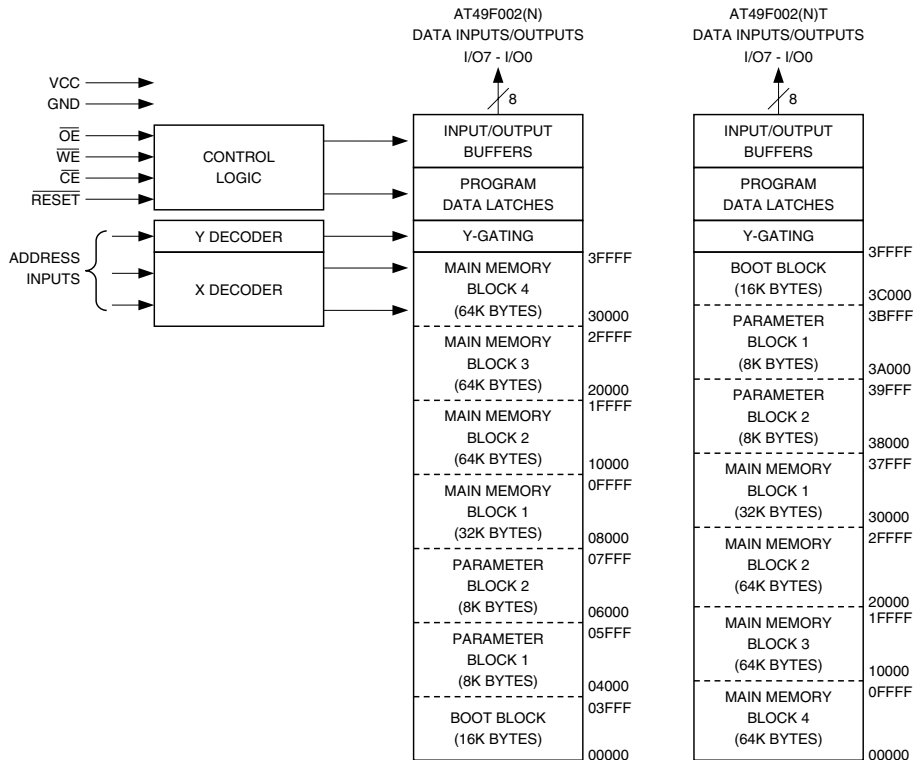 AT49F002(N)
DATA INPUTS/OUTPUTS
I/O7 - I/O0
8
AT49F002(N)T
DATA INPUTS/OUTPUTS
I/O7 - I/O0
8
VCC
GND
OE
WE
CE
RESET
ADDRESS
INPUTS
CONTROL
LOGIC
Y DECODER
X DECODER
INPUT/OUTPUT
BUFFERS
PROGRAM
DATA LATCHES
Y-GATING
3FFFF
MAIN MEMORY
BLOCK 4
(64K BYTES)
30000
2FFFF
MAIN MEMORY
BLOCK 3
(64K BYTES)
20000
1FFFF
MAIN MEMORY
BLOCK 2
(64K BYTES)
10000
0FFFF
MAIN MEMORY
BLOCK 1
(32K BYTES)
08000
07FFF
PARAMETER
BLOCK 2
(8K BYTES)
06000
05FFF
PARAMETER
BLOCK 1
(8K BYTES)
04000
03FFF
BOOT BLOCK
(16K BYTES)
00000
INPUT/OUTPUT
BUFFERS
PROGRAM
DATA LATCHES
Y-GATING
3FFFF
BOOT BLOCK
(16K BYTES)
3C000
3BFFF
PARAMETER
BLOCK 1
(8K BYTES)
3A000
39FFF
PARAMETER
BLOCK 2
(8K BYTES)
38000
37FFF
MAIN MEMORY
BLOCK 1
(32K BYTES)
30000
2FFFF
MAIN MEMORY
BLOCK 2
(64K BYTES)
20000
1FFFF
MAIN MEMORY
BLOCK 3
(64K BYTES)
10000
0FFFF
MAIN MEMORY
BLOCK 4
(64K BYTES)
00000